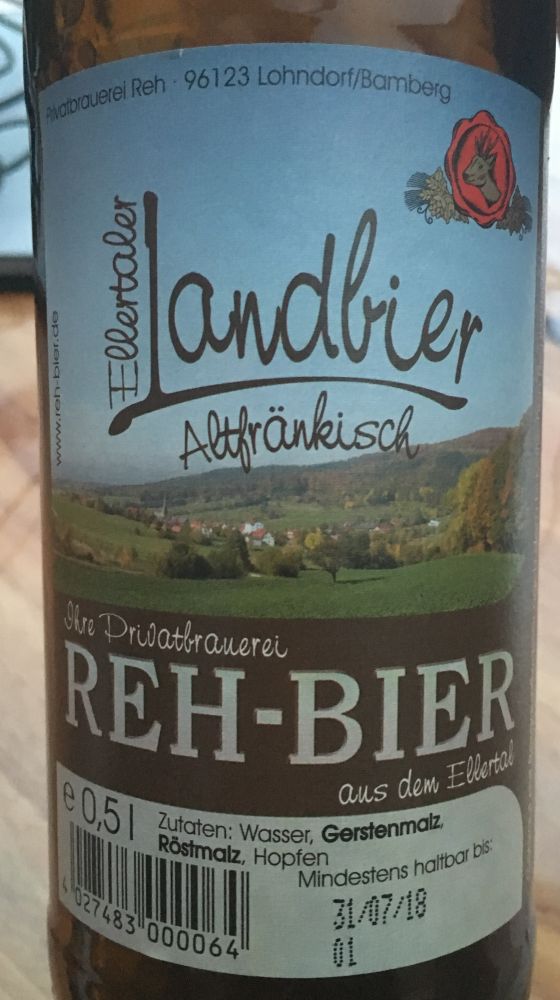 Privatbrauerei Reh · 96123 Lohndorf/Bamberg
Ellertaler
Landbier
Altfränkisch
www.reh-bier.de
Ihre Privatbrauerei
REH-BIER
aus dem Ellertal
e 0,5 l
Zutaten: Wasser, Gerstenmalz,
Röstmalz, Hopfen
Mindestens haltbar bis:
31/07/18
01
4 027483 000064